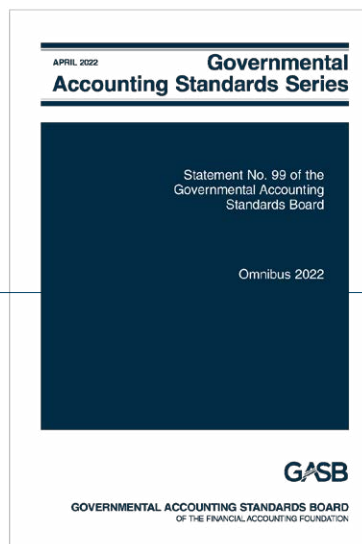 APRIL 2022
Governmental
Accounting Standards Series
Statement No. 99 of the
Governmental Accounting
Standards Board
Omnibus 2022
GASB
GOVERNMENTAL ACCOUNTING STANDARDS BOARD
OF THE FINANCIAL ACCOUNTING FOUNDATION